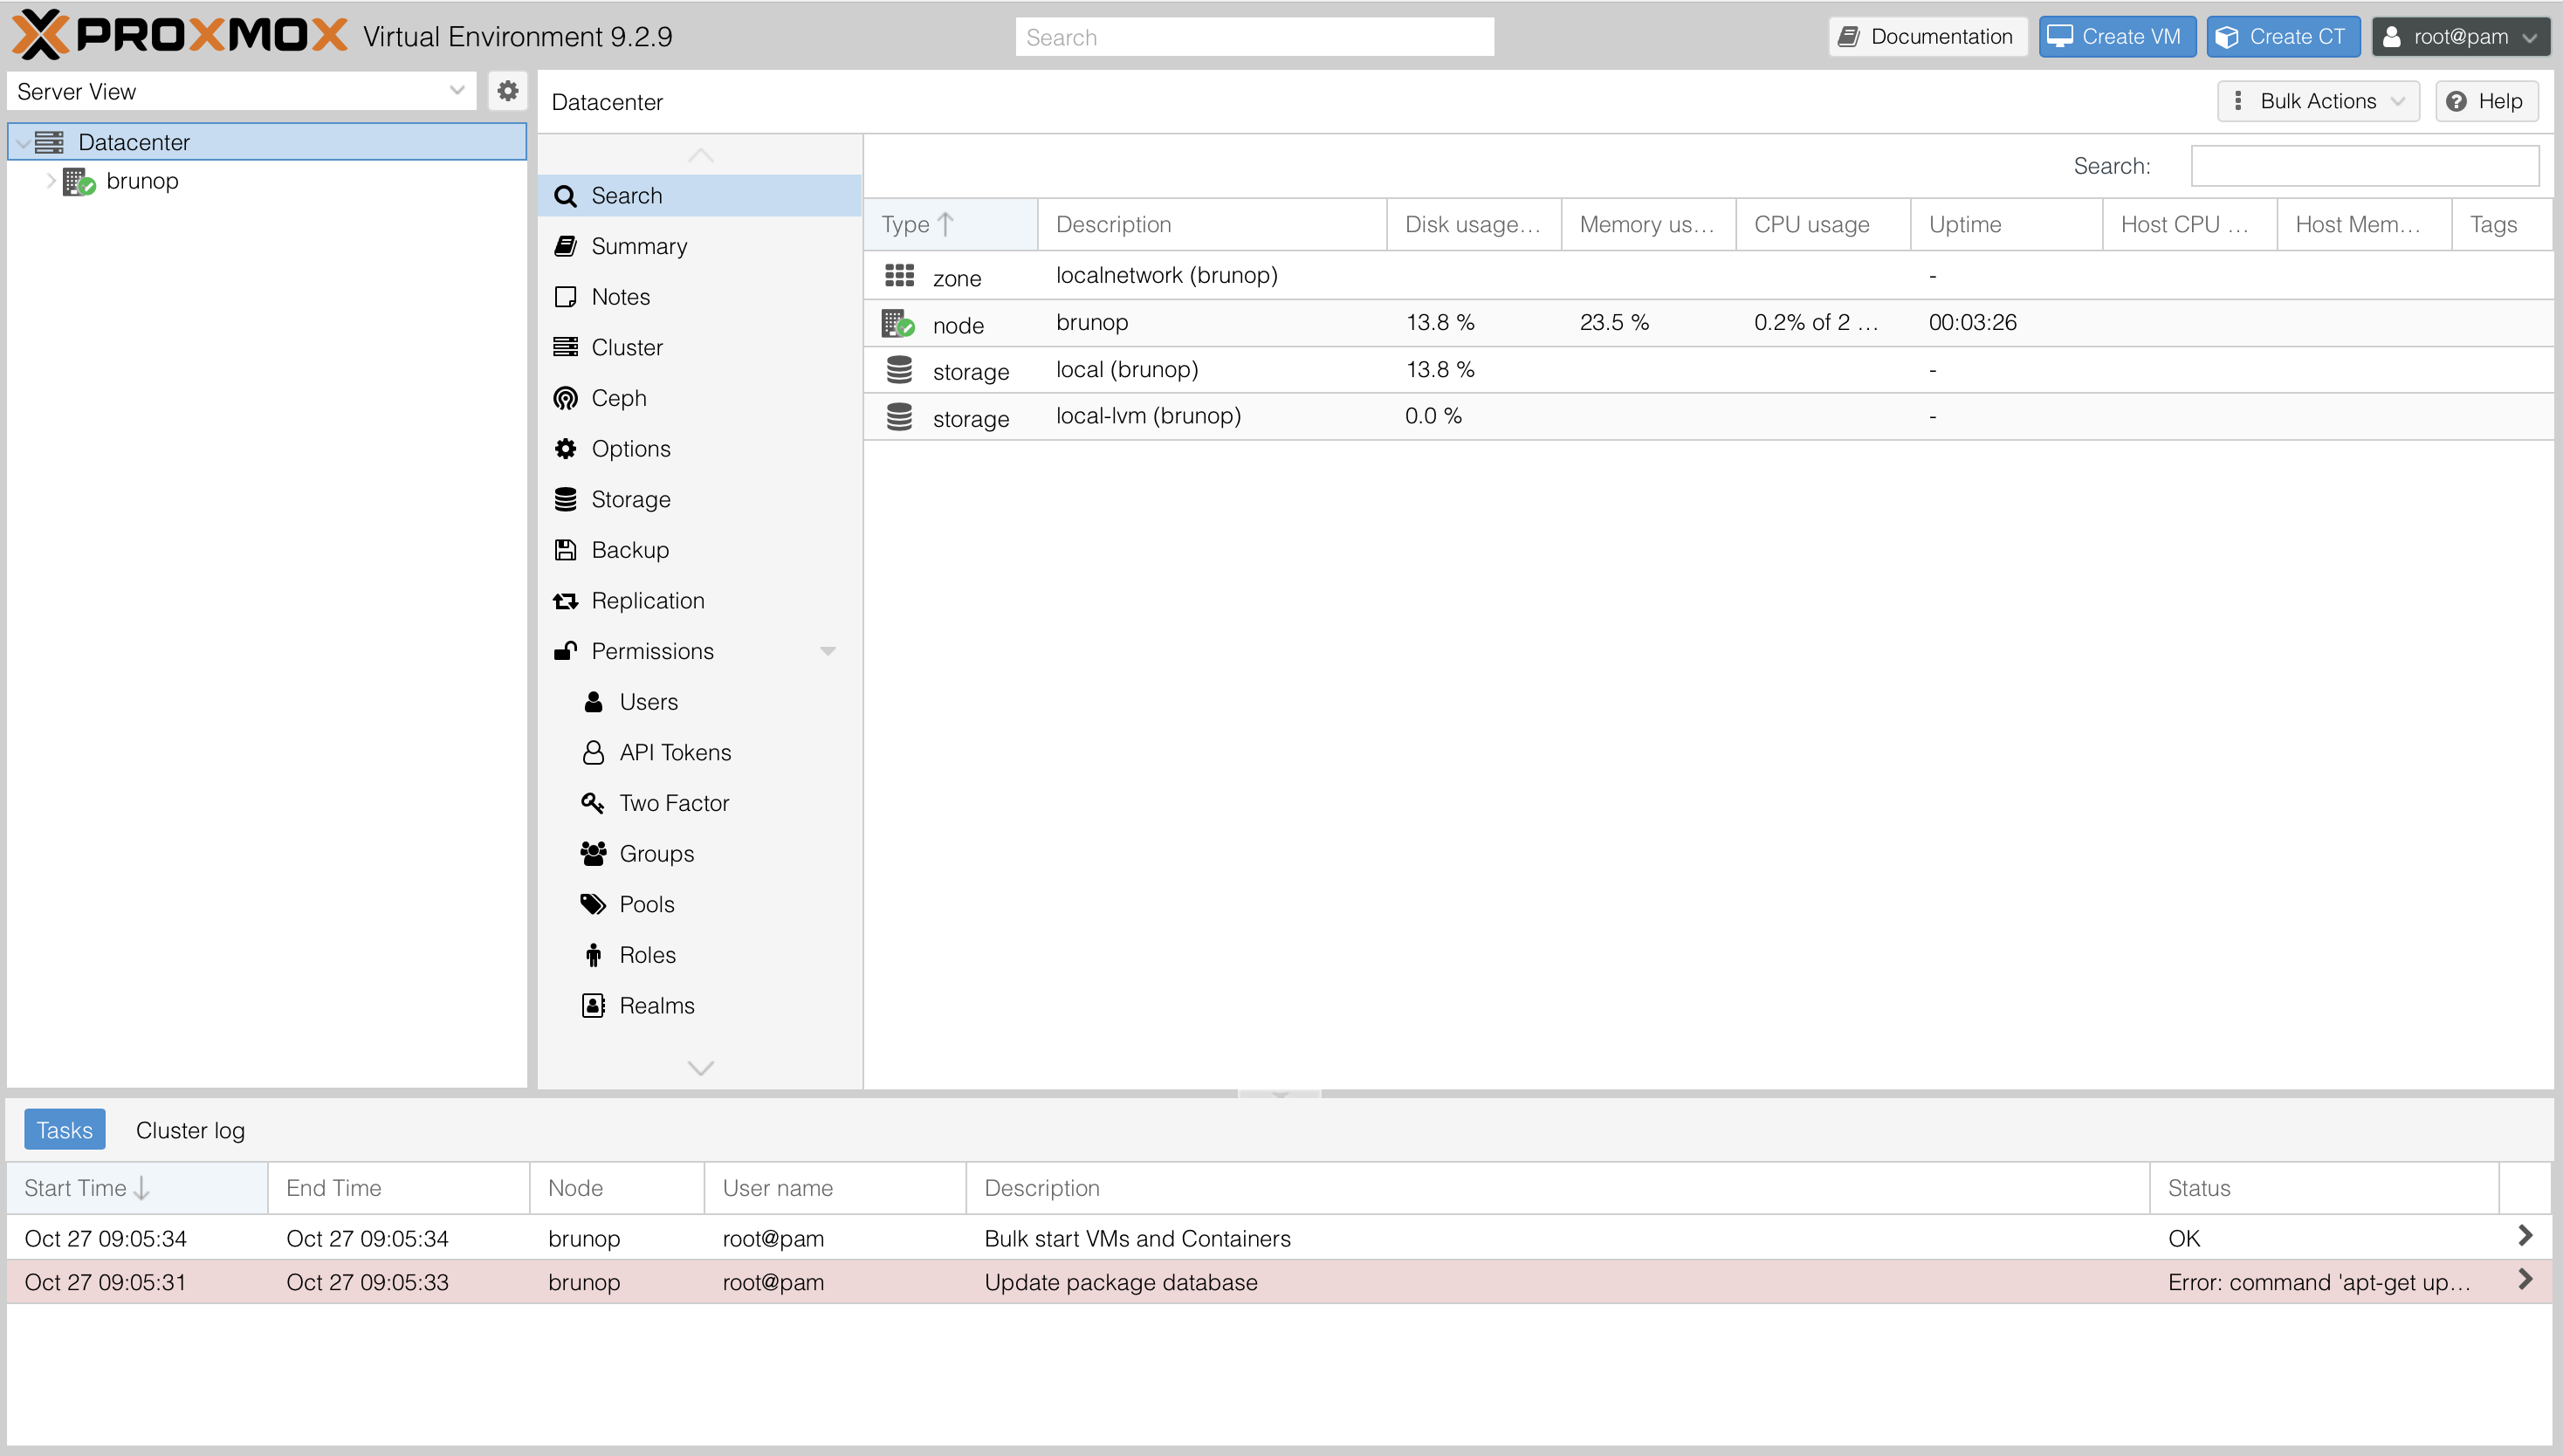 PROXMOX Virtual Environment 9.2.9
Search
Documentation
Create VM
Create CT
root@pam
Server View
Datacenter
brunop
Datacenter
Bulk Actions
Help
Search
Summary
Notes
Cluster
Ceph
Options
Storage
Backup
Replication
Permissions
Users
API Tokens
Two Factor
Groups
Pools
Roles
Realms
Search:
Type Description Disk usage... Memory us... CPU usage Uptime Host CPU ... Host Mem... Tags
zone localnetwork (brunop) -
node brunop 13.8 % 23.5 % 0.2% of 2 ... 00:03:26
storage local (brunop) 13.8 % -
storage local-lvm (brunop) 0.0 % -
Tasks Cluster log
Start Time End Time Node User name Description Status
Oct 27 09:05:34 Oct 27 09:05:34 brunop root@pam Bulk start VMs and Containers OK
Oct 27 09:05:31 Oct 27 09:05:33 brunop root@pam Update package database Error: command 'apt-get up...